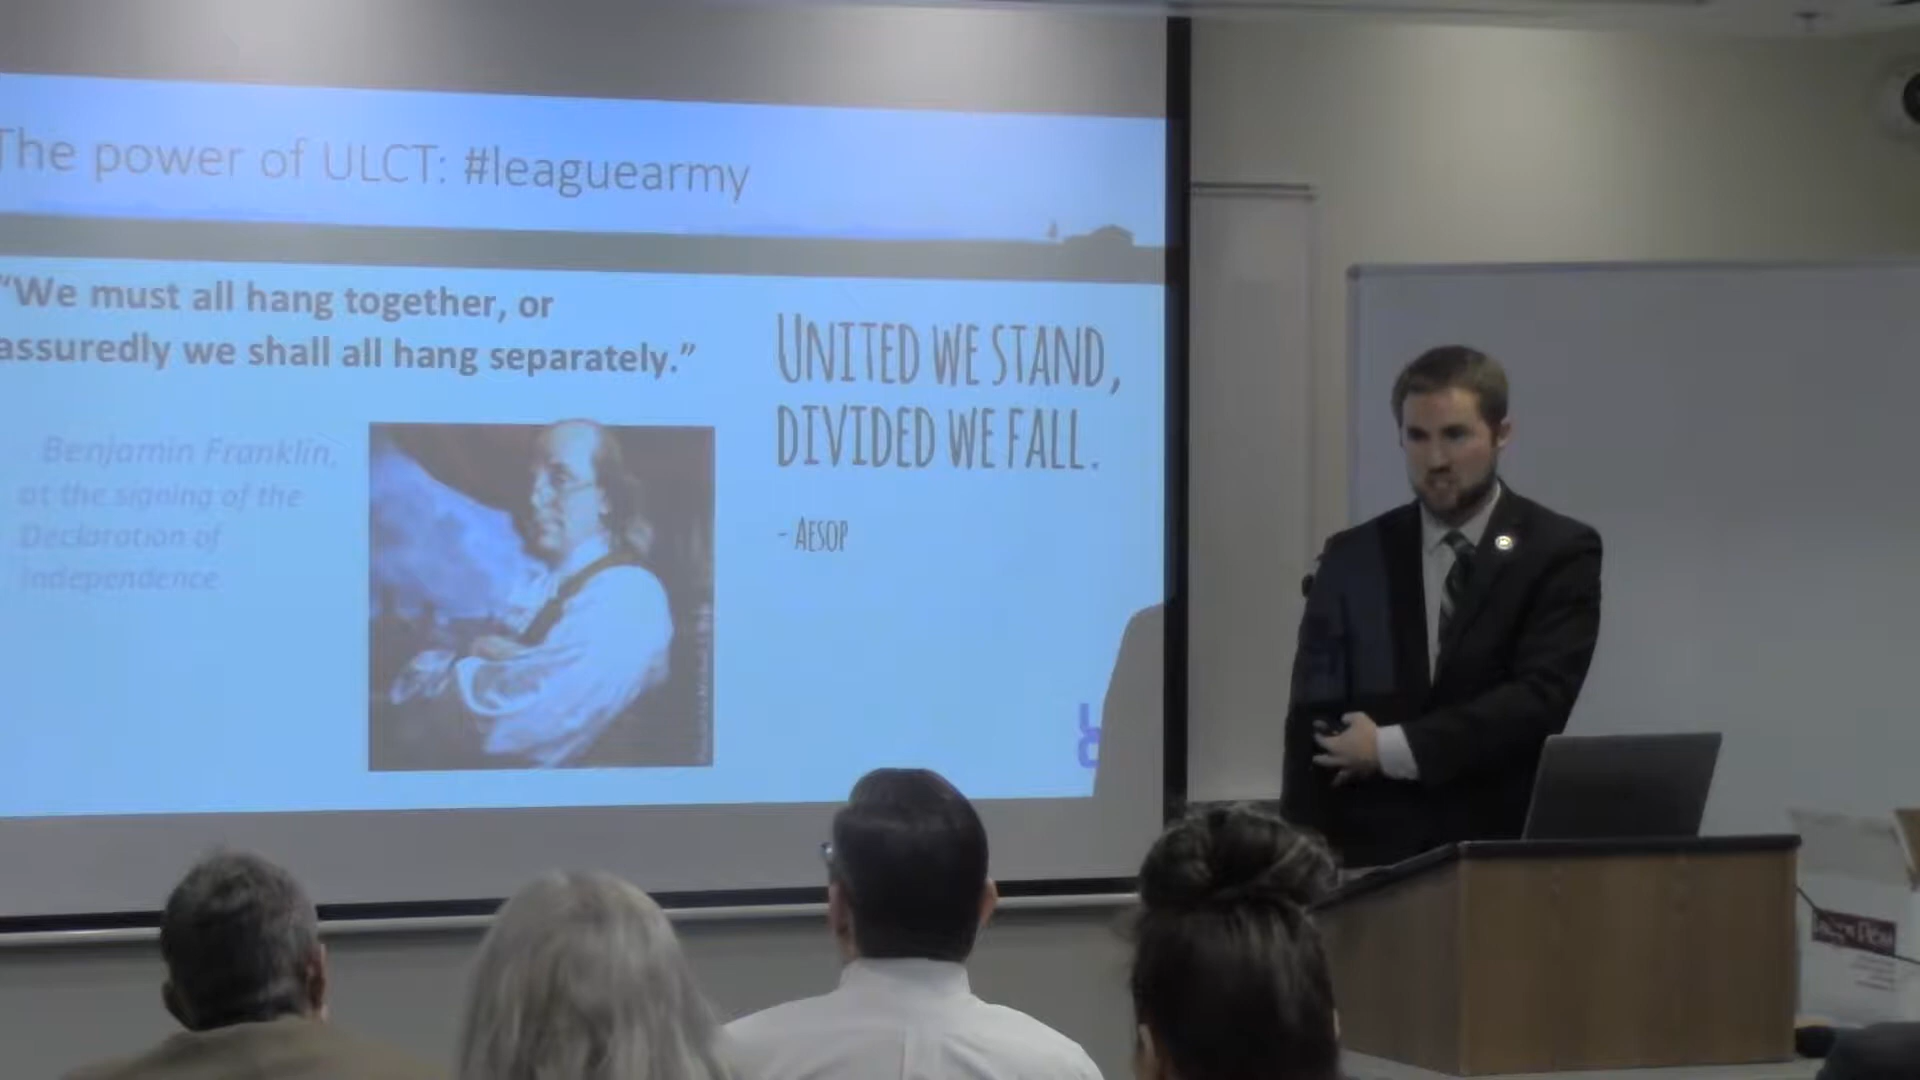 The power of ULCT: #leaguearmy
“We must all hang together, or
assuredly we shall all hang separately.”
- Benjamin Franklin,
at the signing of the
Declaration of
Independence
UNITED WE STAND,
DIVIDED WE FALL.
- AESOP